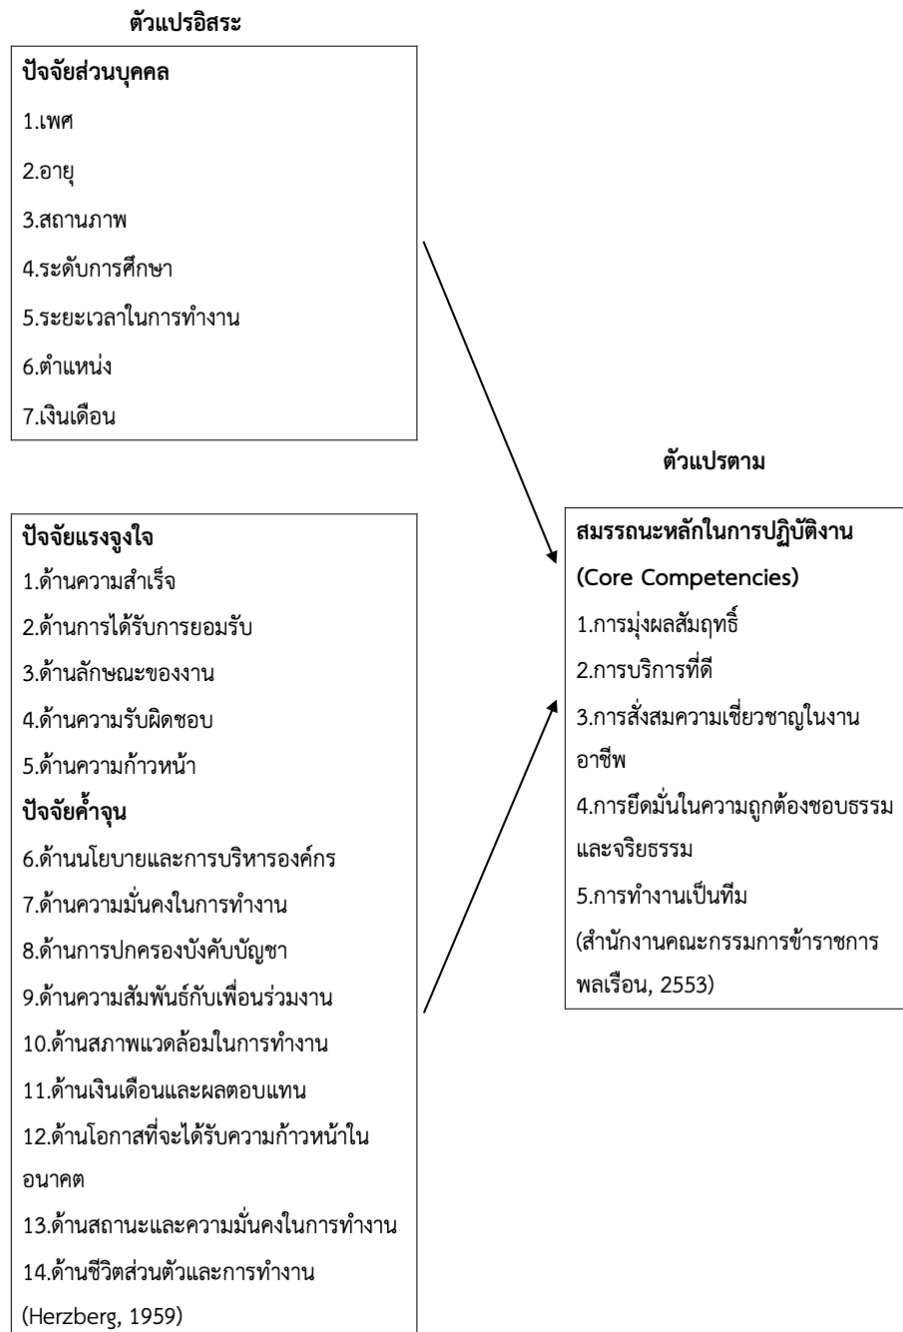 ตัวแปรอิสระ
ปัจจัยส่วนบุคคล
1.เพศ
2.อายุ
3.สถานภาพ
4.ระดับการศึกษา
5.ระยะเวลาในการทำงาน
6.ตำแหน่ง
7.เงินเดือน
ปัจจัยแรงจูงใจ
1.ด้านความสำเร็จ
2.ด้านการได้รับการยอมรับ
3.ด้านลักษณะของงาน
4.ด้านความรับผิดชอบ
5.ด้านความก้าวหน้า
ปัจจัยค้ำจุน
6.ด้านนโยบายและการบริหารองค์กร
7.ด้านความมั่นคงในการทำงาน
8.ด้านการปกครองบังคับบัญชา
9.ด้านความสัมพันธ์กับเพื่อนร่วมงาน
10.ด้านสภาพแวดล้อมในการทำงาน
11.ด้านเงินเดือนและผลตอบแทน
12.ด้านโอกาสที่จะได้รับความก้าวหน้าใน
อนาคต
13.ด้านสถานะและความมั่นคงในการทำงาน
14.ด้านชีวิตส่วนตัวและการทำงาน
(Herzberg, 1959)
ตัวแปรตาม
สมรรถนะหลักในการปฏิบัติงาน
(Core Competencies)
1.การมุ่งผลสัมฤทธิ์
2.การบริการที่ดี
3.การสั่งสมความเชี่ยวชาญในงาน
อาชีพ
4.การยึดมั่นในความถูกต้องชอบธรรม
และจริยธรรม
5.การทำงานเป็นทีม
(สำนักงานคณะกรรมการข้าราชการ
พลเรือน, 2553)